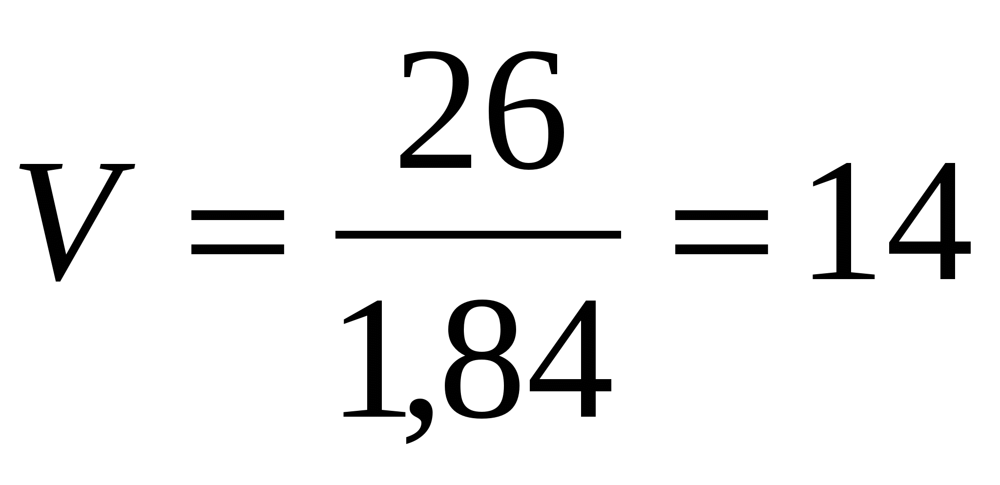 V = 26/1,84 = 14